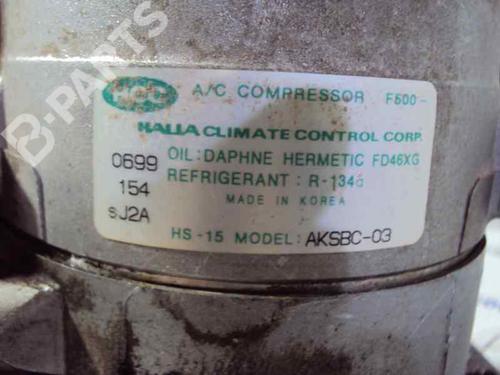 B-PARTS
HCC A/C COMPRESSOR F500-
HALLA CLIMATE CONTROL CORP.
0699 OIL: DAPHNE HERMETIC FD46XG
154 REFRIGERANT : R-134a
MADE IN KOREA
SJ2A
HS-15 MODEL: AKSBC-03